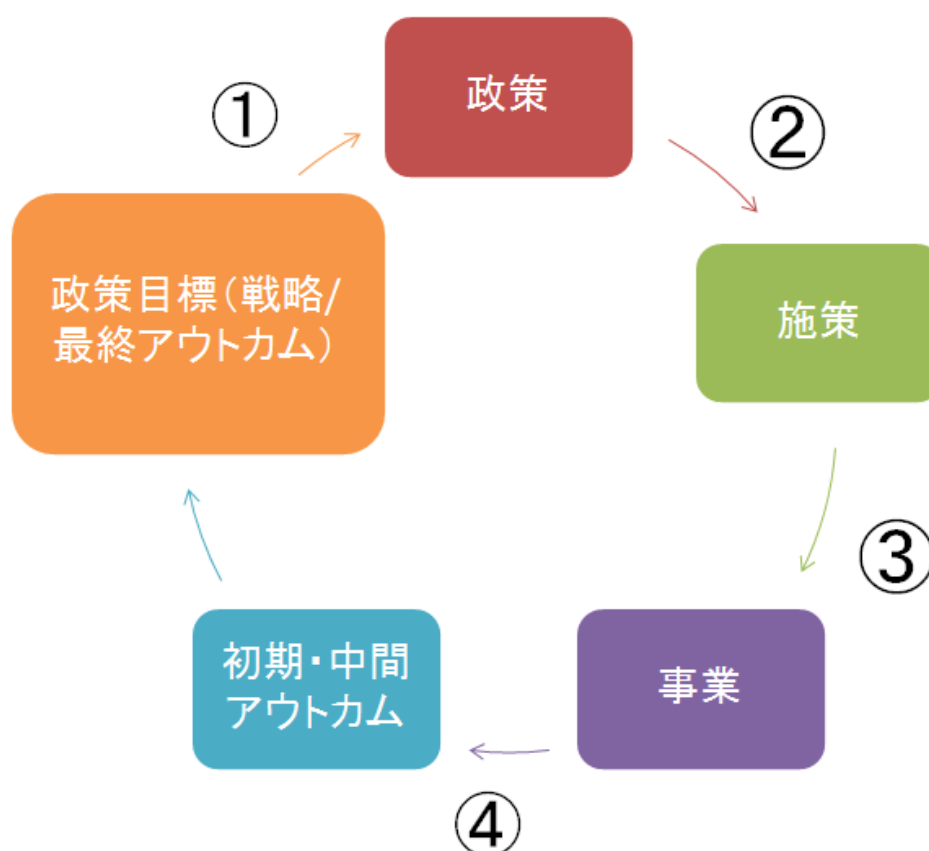 ①
政策
②
政策目標（戦略/
最終アウトカム）
施策
③
初期・中間
アウトカム
事業
④